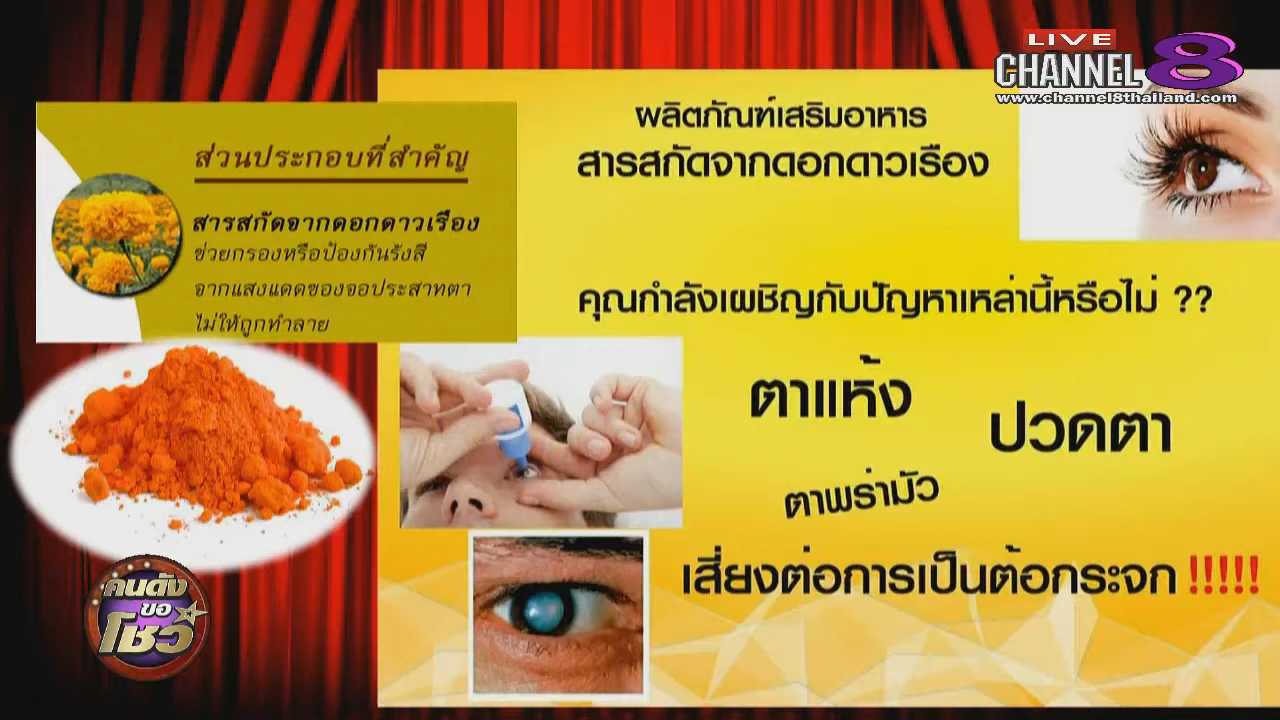 LIVE
CHANNEL 8
www.channel8thailand.com
ส่วนประกอบที่สำคัญ
สารสกัดจากดอกดาวเรือง
ช่วยกรองหรือป้องกันรังสี
จากแสงแดดของจอประสาทตา
ไม่ให้ถูกทำลาย
ผลิตภัณฑ์เสริมอาหาร
สารสกัดจากดอกดาวเรือง
คุณกำลังเผชิญกับปัญหาเหล่านี้หรือไม่ ??
ตาแห้ง
ปวดตา
ตาพร่ามัว
เสี่ยงต่อการเป็นต้อกระจก !!!!!
คนดัง
ขอ
โชว์